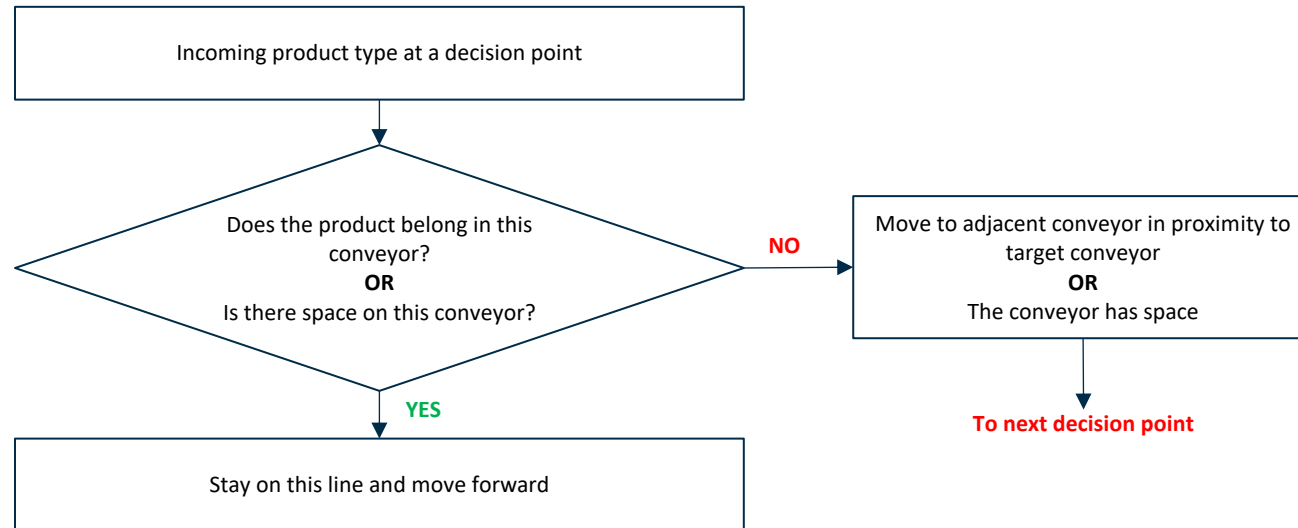 Incoming product type at a decision point
Does the product belong in this
conveyor?
OR
Is there space on this conveyor?
NO
Move to adjacent conveyor in proximity to
target conveyor
OR
The conveyor has space
YES
To next decision point
Stay on this line and move forward